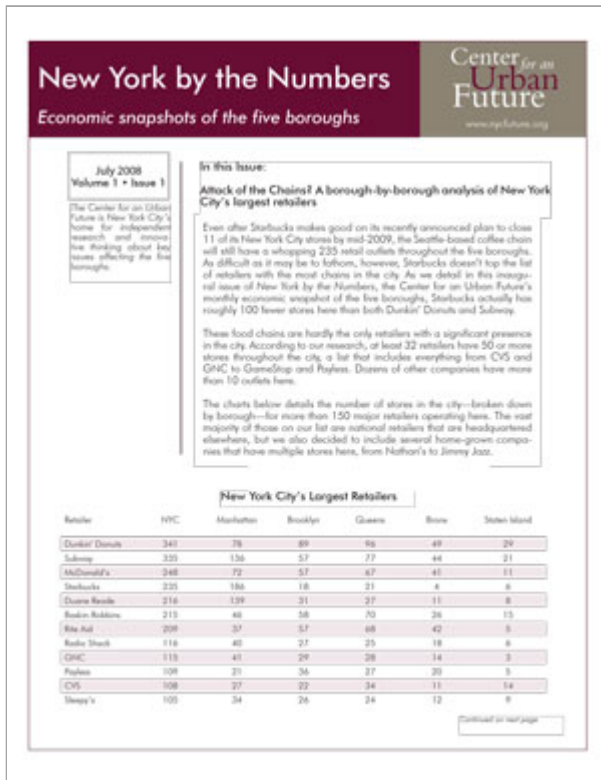 New York by the Numbers
Economic snapshots of the five boroughs
Center for an
Urban
Future
www.nycfuture.org
July 2008
Volume 1 • Issue 1
The Center for an Urban
Future is New York City's
home for independent
research and innova-
tive thinking about key
issues affecting the five
boroughs.
In this Issue:
Attack of the Chains? A borough-by-borough analysis of New York
City's largest retailers
Even after Starbucks makes good on its recently announced plan to close
11 of its New York City stores by mid-2009, the Seattle-based coffee chain
will still have a whopping 235 retail outlets throughout the five boroughs.
As difficult as it may be to fathom, however, Starbucks doesn't top the list
of retailers with the most chains in the city. As we detail in this inaugu-
ral issue of New York by the Numbers, the Center for an Urban Future's
monthly economic snapshot of the five boroughs, Starbucks actually has
roughly 100 fewer stores here than both Dunkin' Donuts and Subway.
These food chains are hardly the only retailers with a significant presence
in the city. According to our research, at least 32 retailers have 50 or more
stores throughout the city, a list that includes everything from CVS and
GNC to GameStop and Payless. Dozens of other companies have more
than 10 outlets here.
The charts below details the number of stores in the city—broken down
by borough—for more than 150 major retailers operating here. The vast
majority of those on our list are national retailers that are headquartered
elsewhere, but we also decided to include several home-grown compa-
nies that have multiple stores here, from Nathan's to Jimmy Jazz.
New York City's Largest Retailers
Retailer NYC Manhattan Brooklyn Queens Bronx Staten Island
Dunkin' Donuts 341 78 89 96 49 29
Subway 335 136 57 77 44 21
McDonald's 248 72 57 67 41 11
Starbucks 235 186 18 21 4 6
Duane Reade 216 139 31 27 11 8
Baskin Robbins 215 46 58 70 26 15
Rite Aid 209 37 57 68 42 5
Radio Shack 116 40 27 25 18 6
GNC 115 41 29 28 14 3
Payless 109 21 36 27 20 5
CVS 108 27 22 34 11 14
Sleepy's 105 34 26 24 12 9
Continued on next page